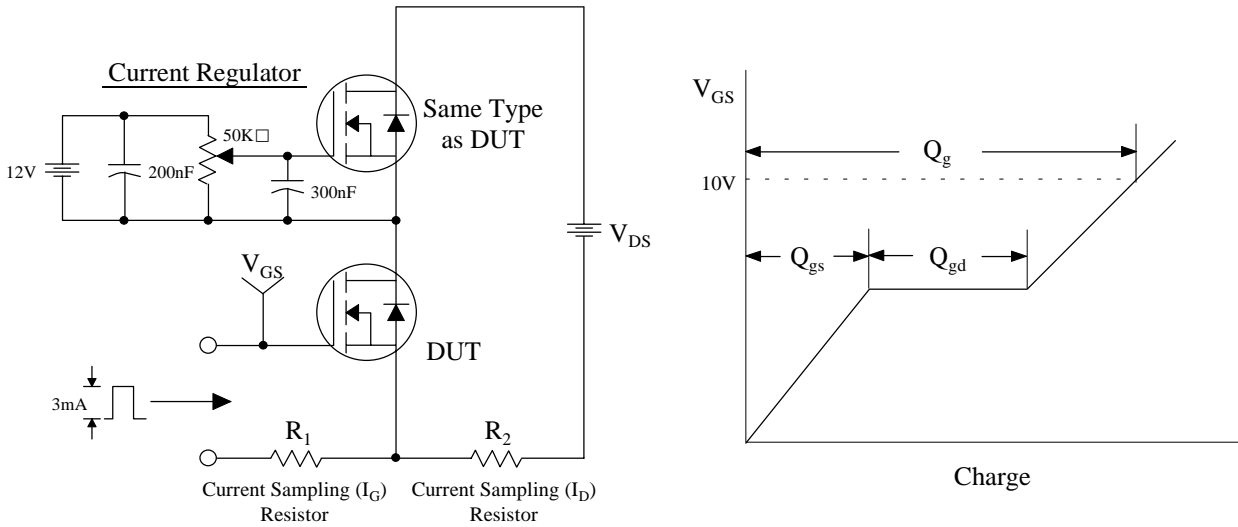 Current Regulator
Same Type
as DUT
50K□
12V
200nF
300nF
V_DS
V_GS
DUT
3mA
R_1
R_2
Current Sampling (I_G)
Resistor
Current Sampling (I_D)
Resistor
V_GS
Q_g
10V
Q_gs
Q_gd
Charge